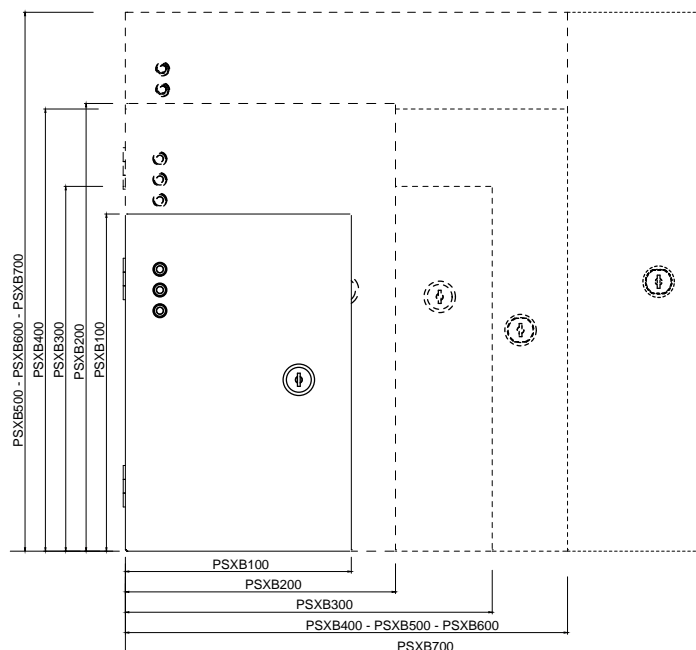 PSXB500 - PSXB600 - PSXB700
PSXB400
PSXB300
PSXB200
PSXB100
PSXB100
PSXB200
PSXB300
PSXB400 - PSXB500 - PSXB600
PSXB700